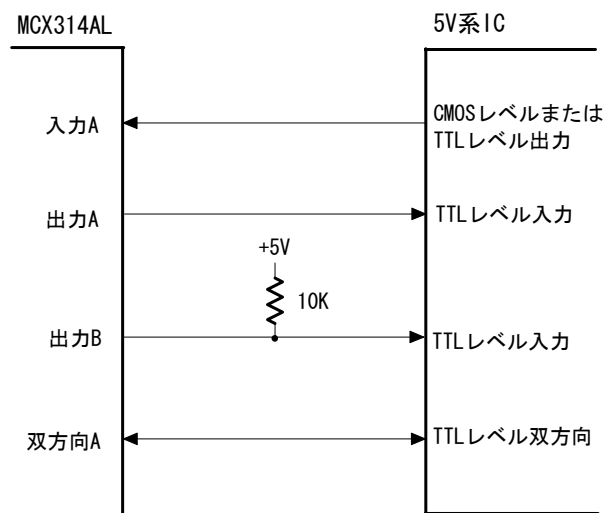 MCX314AL
5V系IC
入力A
CMOSレベルまたは
TTLレベル出力
出力A
TTLレベル入力
+5V
10K
出力B
TTLレベル入力
双方向A
TTLレベル双方向